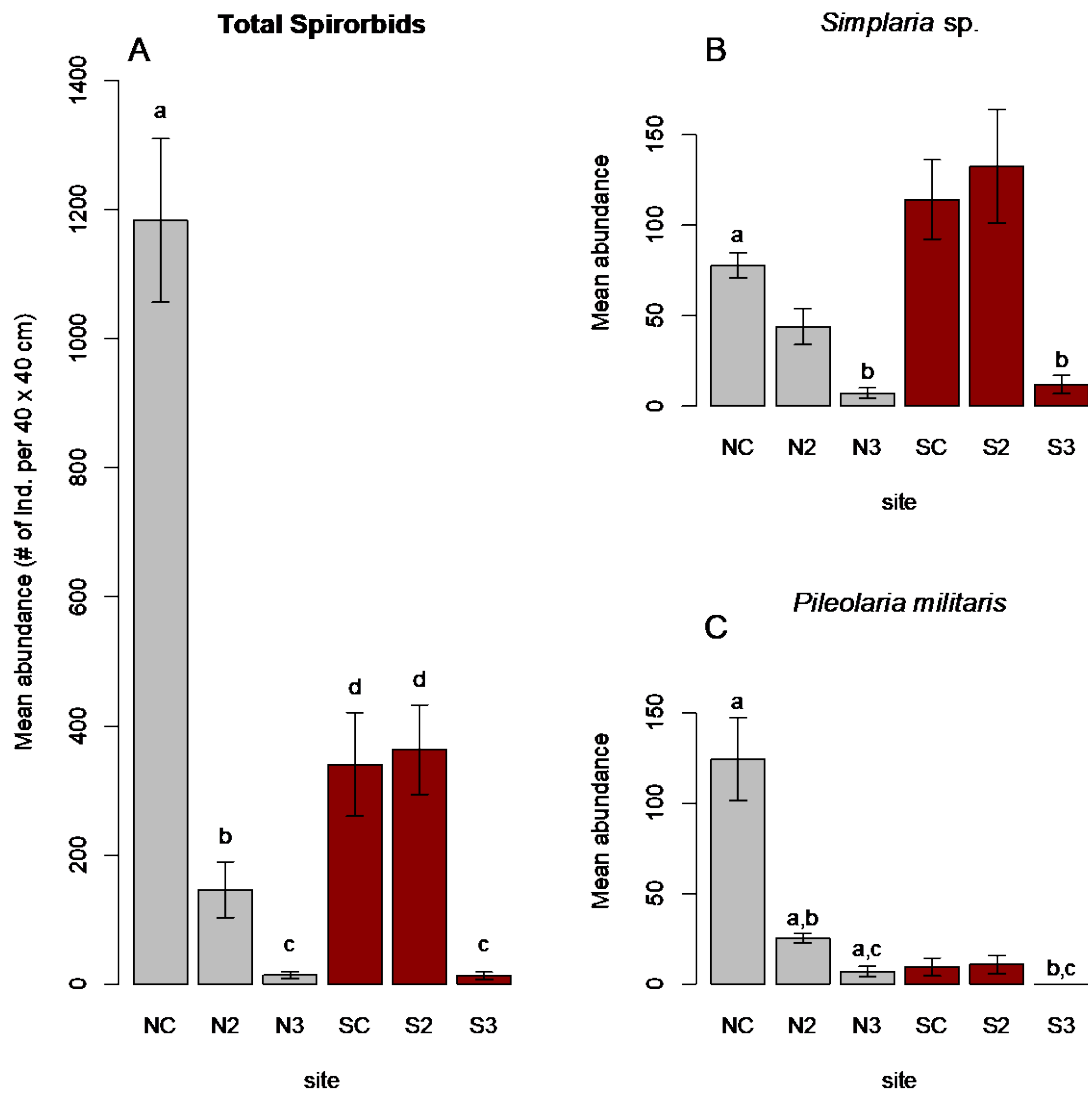 Total Spirorbids
A
Mean abundance (# of Ind. per 40 x 40 cm)
1400
1200
1000
800
600
400
200
0
a
b
c
d
d
c
NC N2 N3 SC S2 S3
site
Simplaria sp.
B
Mean abundance
150
100
50
0
a
b
b
NC N2 N3 SC S2 S3
site
Pileolaria militaris
C
Mean abundance
150
100
50
0
a
a,b
a,c
b,c
NC N2 N3 SC S2 S3
site